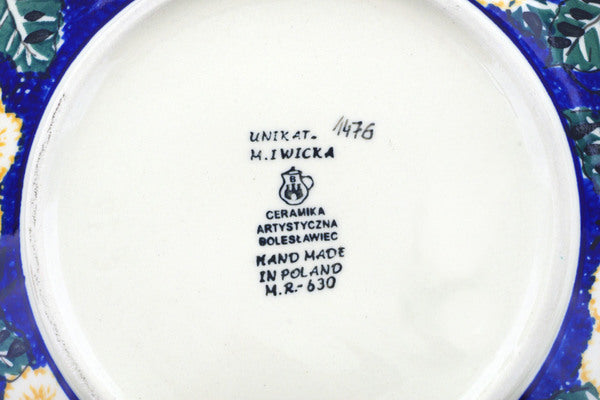 UNIKAT- 1476
M.IWICKA
B
CERAMIKA
ARTYSTYCZNA
BOLESŁAWIEC
HAND MADE
IN POLAND
M.R.-630